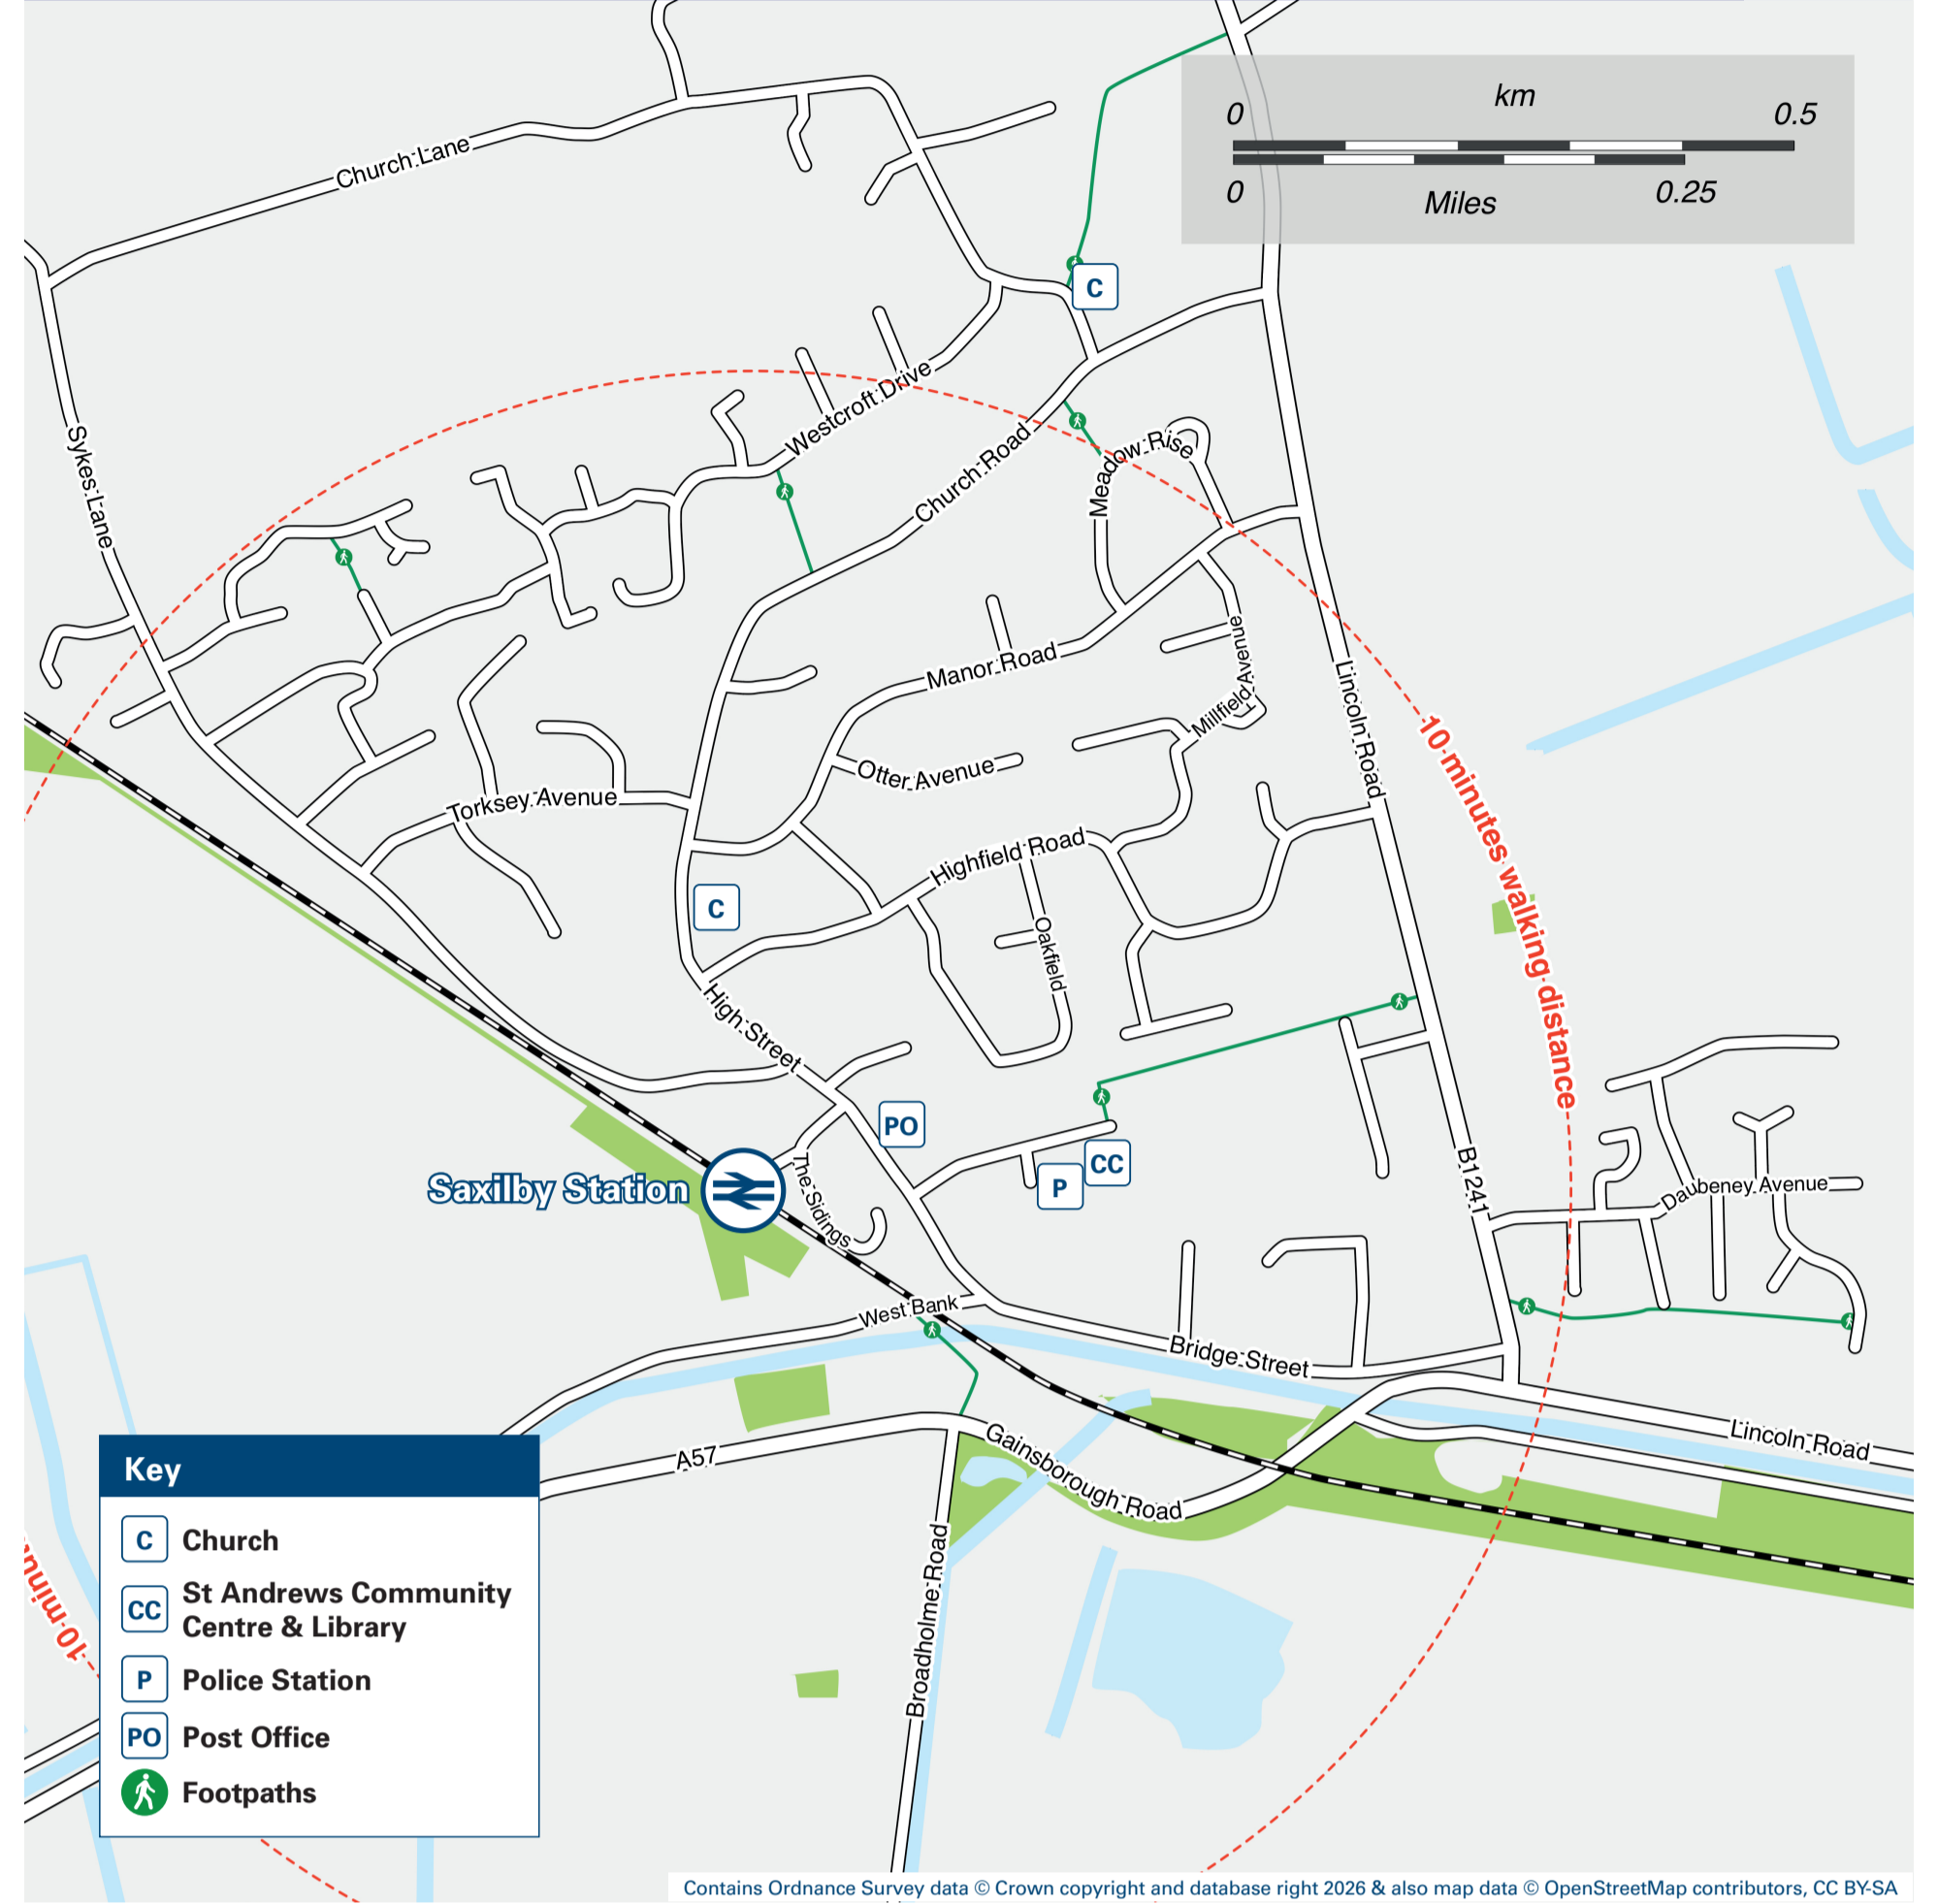 km
0
0.5
0
0.25
Miles
Church Lane
C
Westcroft Drive
Sykes Lane
Church Road
Meadow Rise
Manor Road
Millfield Avenue
Lincoln Road
10 minutes walking distance
Otter Avenue
Torksey Avenue
Highfield Road
C
Oakfield
High Street
PO
CC
P
B1241
Daubeney Avenue
Saxilby Station
The Sidings
West Bank
Bridge Street
Lincoln Road
A57
Gainsborough Road
Broadholme Road
10 minu
Key
C Church
CC St Andrews Community
Centre & Library
P Police Station
PO Post Office
Footpaths
Contains Ordnance Survey data © Crown copyright and database right 2026 & also map data © OpenStreetMap contributors, CC BY-SA